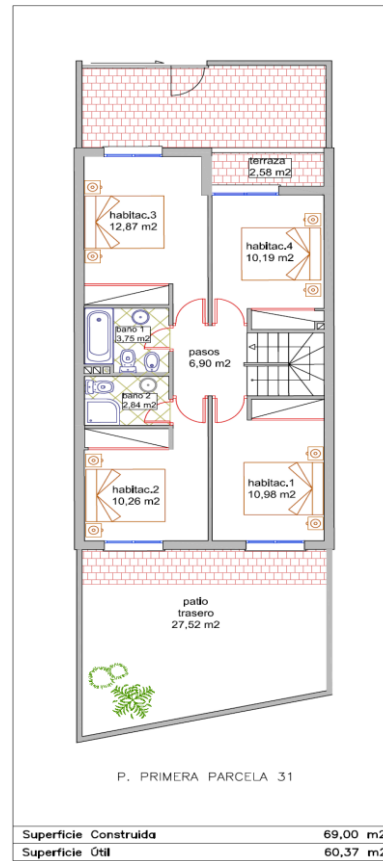 terraza
2,58 m2
habitac.3
12,87 m2
habitac.4
10,19 m2
baño 1
3,75 m2
pasos
6,90 m2
baño 2
2,84 m2
habitac.2
10,26 m2
habitac.1
10,98 m2
patio
trasero
27,52 m2
P. PRIMERA PARCELA 31
Superficie Construida 69,00 m2
Superficie Útil 60,37 m2